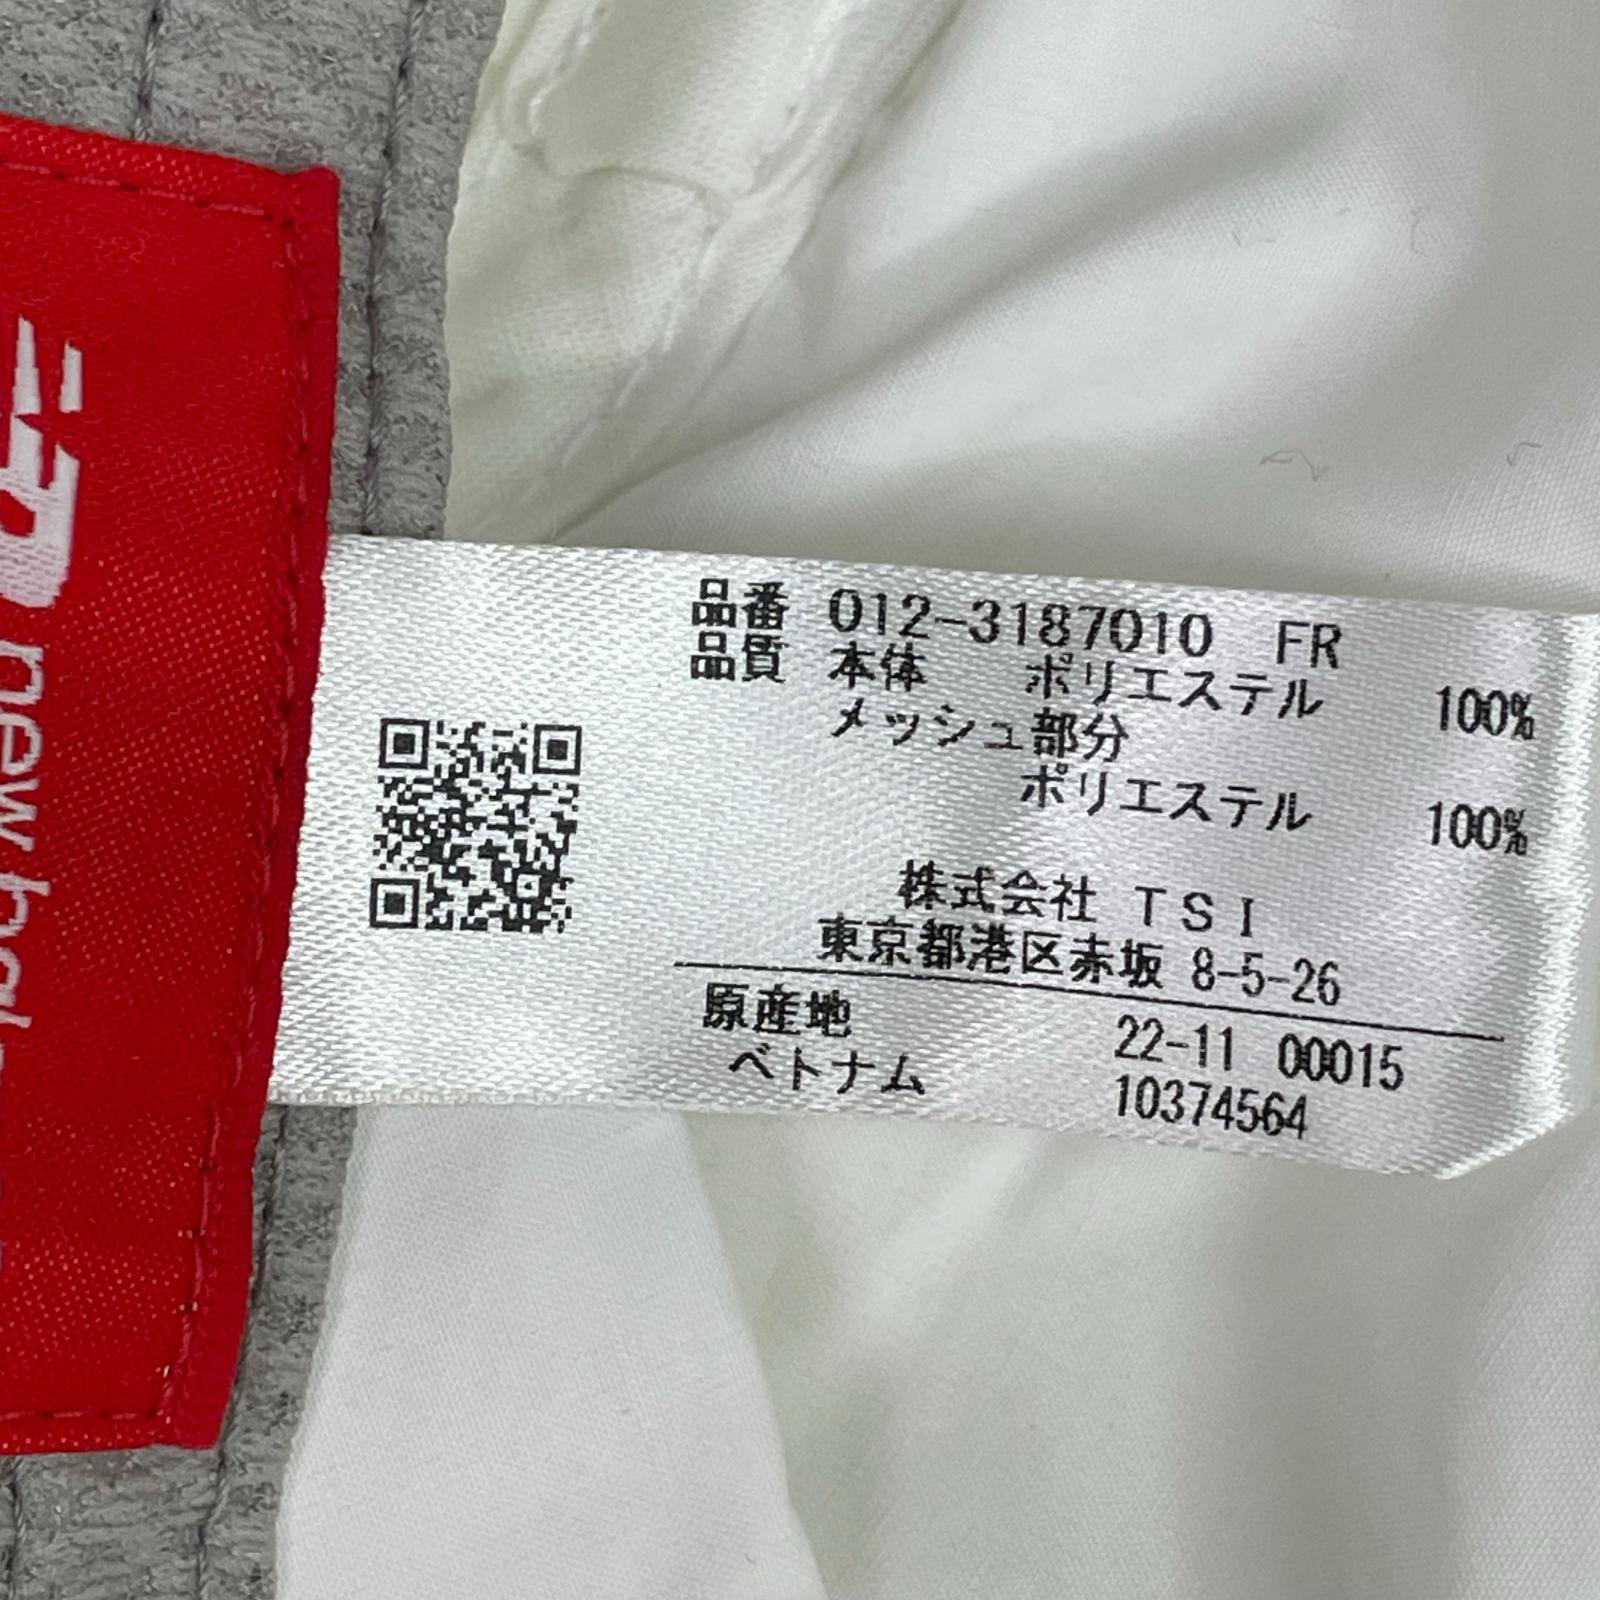 new bal
品番 012-3187010 FR
品質 本体 ポリエステル 100%
メッシュ部分
ポリエステル 100%
株式会社 TSI
東京都港区赤坂 8-5-26
原産地 22-11 00015
ベトナム 10374564